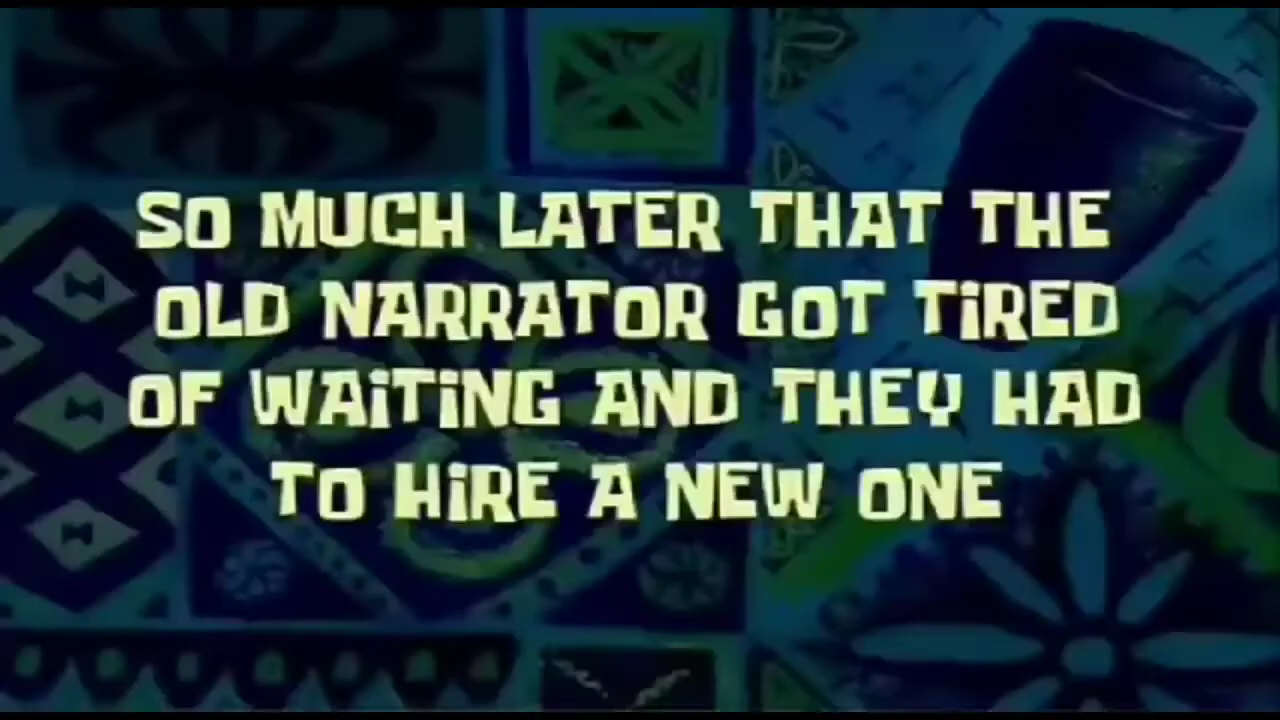 SO MUCH LATER THAT THE
OLD NARRATOR GOT TiRED
OF WAiTiNG AND THEY HAD
TO HiRE A NEW ONE